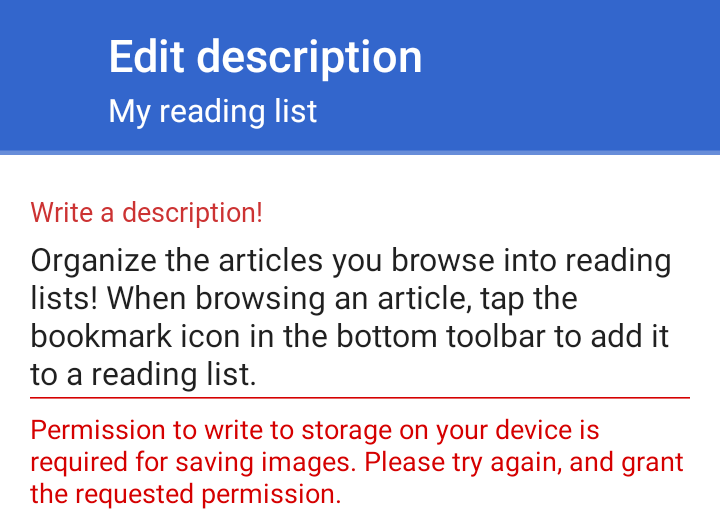 Edit description
My reading list
Write a description!
Organize the articles you browse into reading
lists! When browsing an article, tap the
bookmark icon in the bottom toolbar to add it
to a reading list.
Permission to write to storage on your device is
required for saving images. Please try again, and grant
the requested permission.